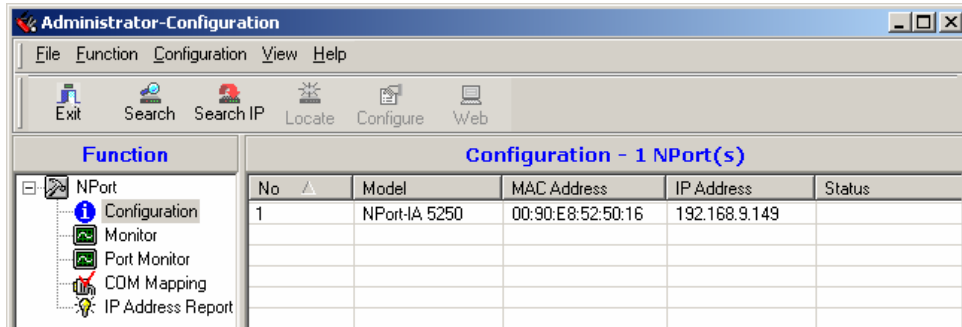 Administrator-Configuration
File Function Configuration View Help
Exit Search Search IP Locate Configure Web
Function
Configuration - 1 NPort(s)
NPort
Configuration
Monitor
Port Monitor
COM Mapping
IP Address Report
No Model MAC Address IP Address Status
1 NPort-IA 5250 00:90:E8:52:50:16 192.168.9.149